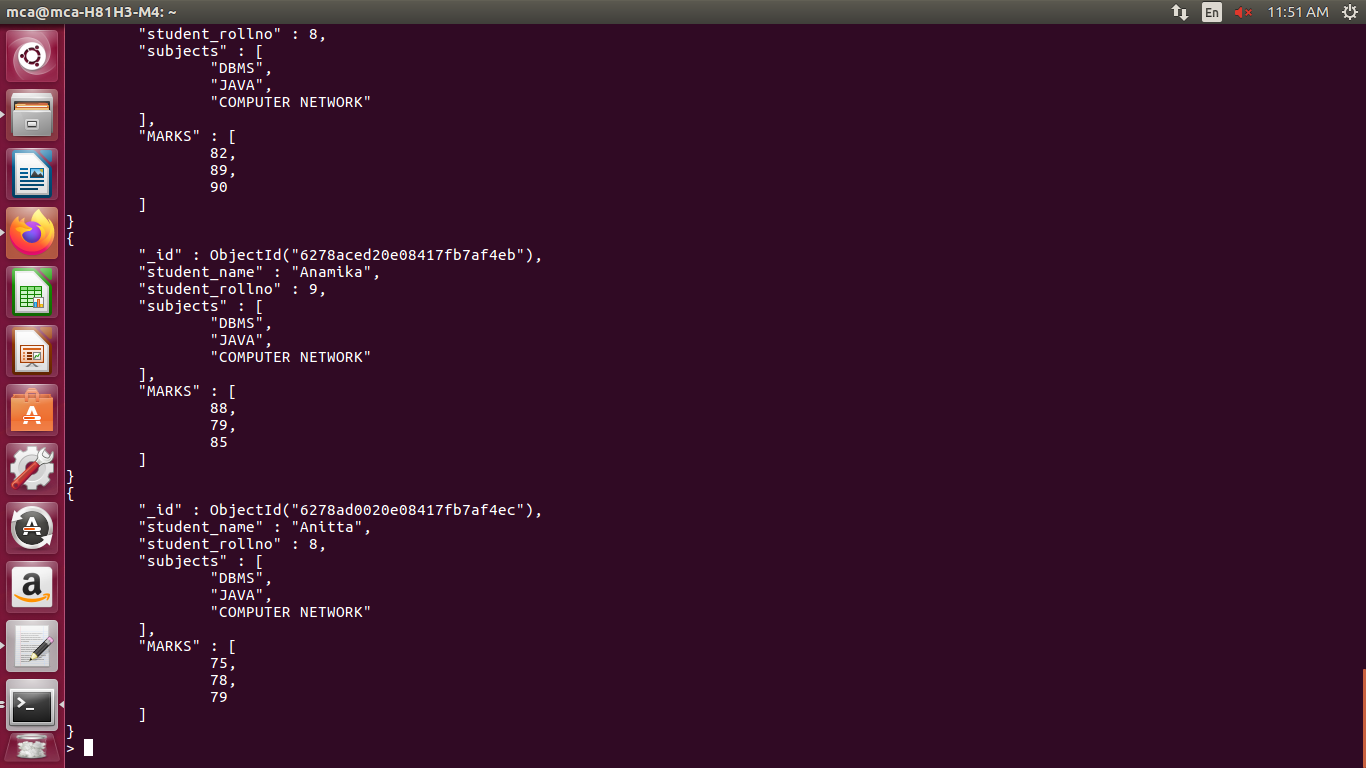 mca@mca-H81H3-M4: ~
En
11:51 AM
"student_rollno" : 8,
"subjects" : [
"DBMS",
"JAVA",
"COMPUTER NETWORK"
],
"MARKS" : [
82,
89,
90
]
}
{
"_id" : ObjectId("6278aced20e08417fb7af4eb"),
"student_name" : "Anamika",
"student_rollno" : 9,
"subjects" : [
"DBMS",
"JAVA",
"COMPUTER NETWORK"
],
"MARKS" : [
88,
79,
85
]
}
{
"_id" : ObjectId("6278ad0020e08417fb7af4ec"),
"student_name" : "Anitta",
"student_rollno" : 8,
"subjects" : [
"DBMS",
"JAVA",
"COMPUTER NETWORK"
],
"MARKS" : [
75,
78,
79
]
}
>